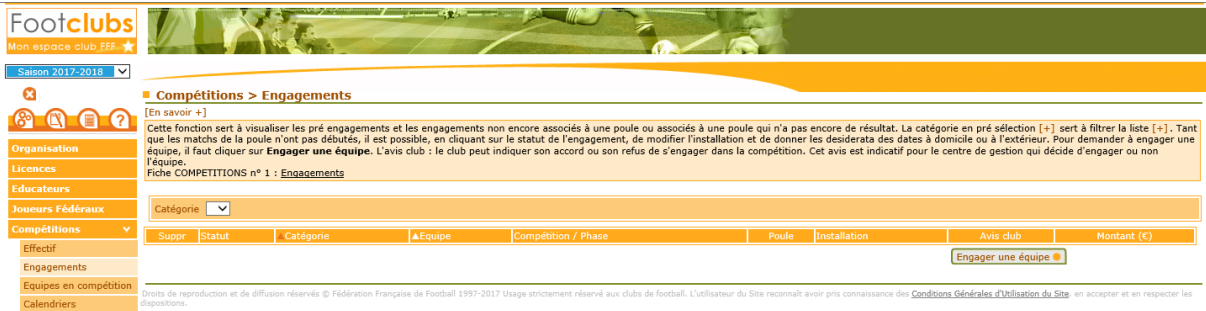 Footclubs
Mon espace club FFF
Saison 2017-2018
Organisation
Licences
Educateurs
Joueurs Fédéraux
Compétitions
Effectif
Engagements
Equipes en compétition
Calendriers
Compétitions > Engagements
[En savoir +]
Cette fonction sert à visualiser les pré engagements et les engagements non encore associés à une poule ou associés à une poule qui n'a pas encore de résultat. La catégorie en pré sélection [+] sert à filtrer la liste [+]. Tant
que les matchs de la poule n'ont pas débutés, il est possible, en cliquant sur le statut de l'engagement, de modifier l'installation et de donner les desiderata des dates à domicile ou à l'extérieur. Pour demander à engager une
équipe, il faut cliquer sur Engager une équipe. L'avis club : le club peut indiquer son accord ou son refus de s'engager dans la compétition. Cet avis est indicatif pour le centre de gestion qui décide d'engager ou non
l'équipe.
Fiche COMPETITIONS n° 1 : Engagements
Catégorie
Suppr Statut ▲Catégorie ▲Equipe Compétition / Phase Poule Installation Avis club Montant (€)
Engager une équipe
Droits de reproduction et de diffusion réservés © Fédération Française de Football 1997-2017 Usage strictement réservé aux clubs de football. L'utilisateur du Site reconnaît avoir pris connaissance des Conditions Générales d'Utilisation du Site, en accepter et en respecter les
dispositions.